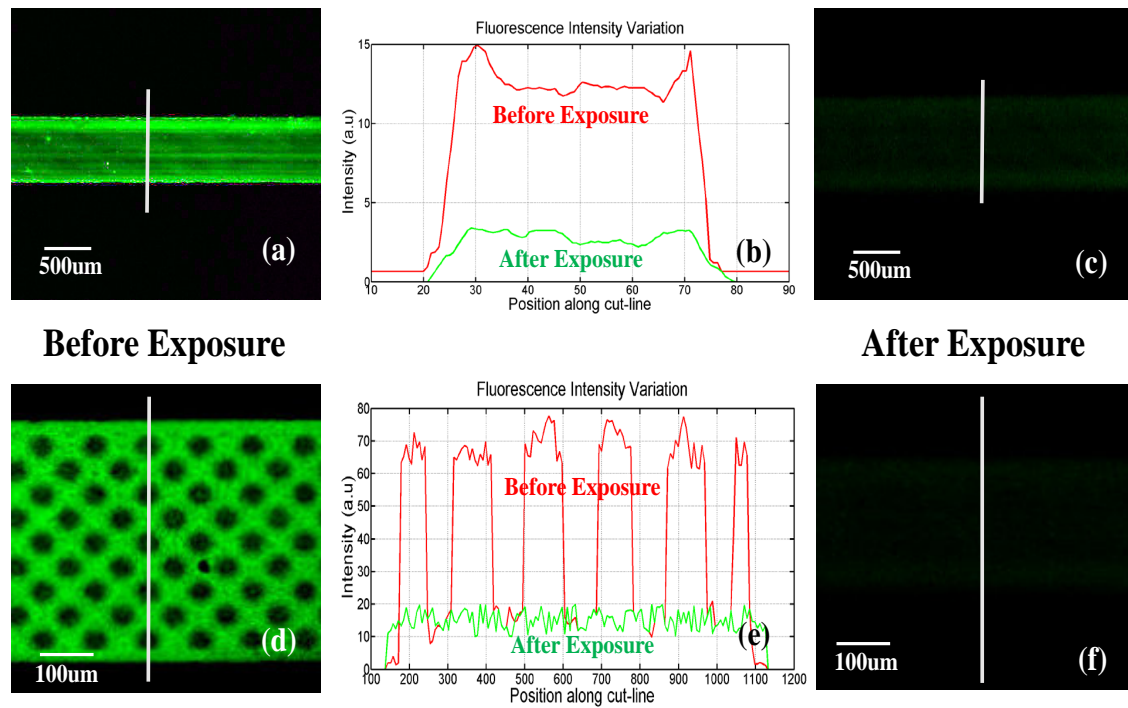 (a)
500um
Fluorescence Intensity Variation
Intensity (a.u)
15
10
5
0
Before Exposure
After Exposure
(b)
10 20 30 40 50 60 70 80 90
Position along cut-line
(c)
500um
Before Exposure
After Exposure
(d)
100um
Fluorescence Intensity Variation
Intensity (a.u)
80
70
60
50
40
30
20
10
0
Before Exposure
After Exposure
(e)
100 200 300 400 500 600 700 800 900 1000 1100 1200
Position along cut-line
(f)
100um